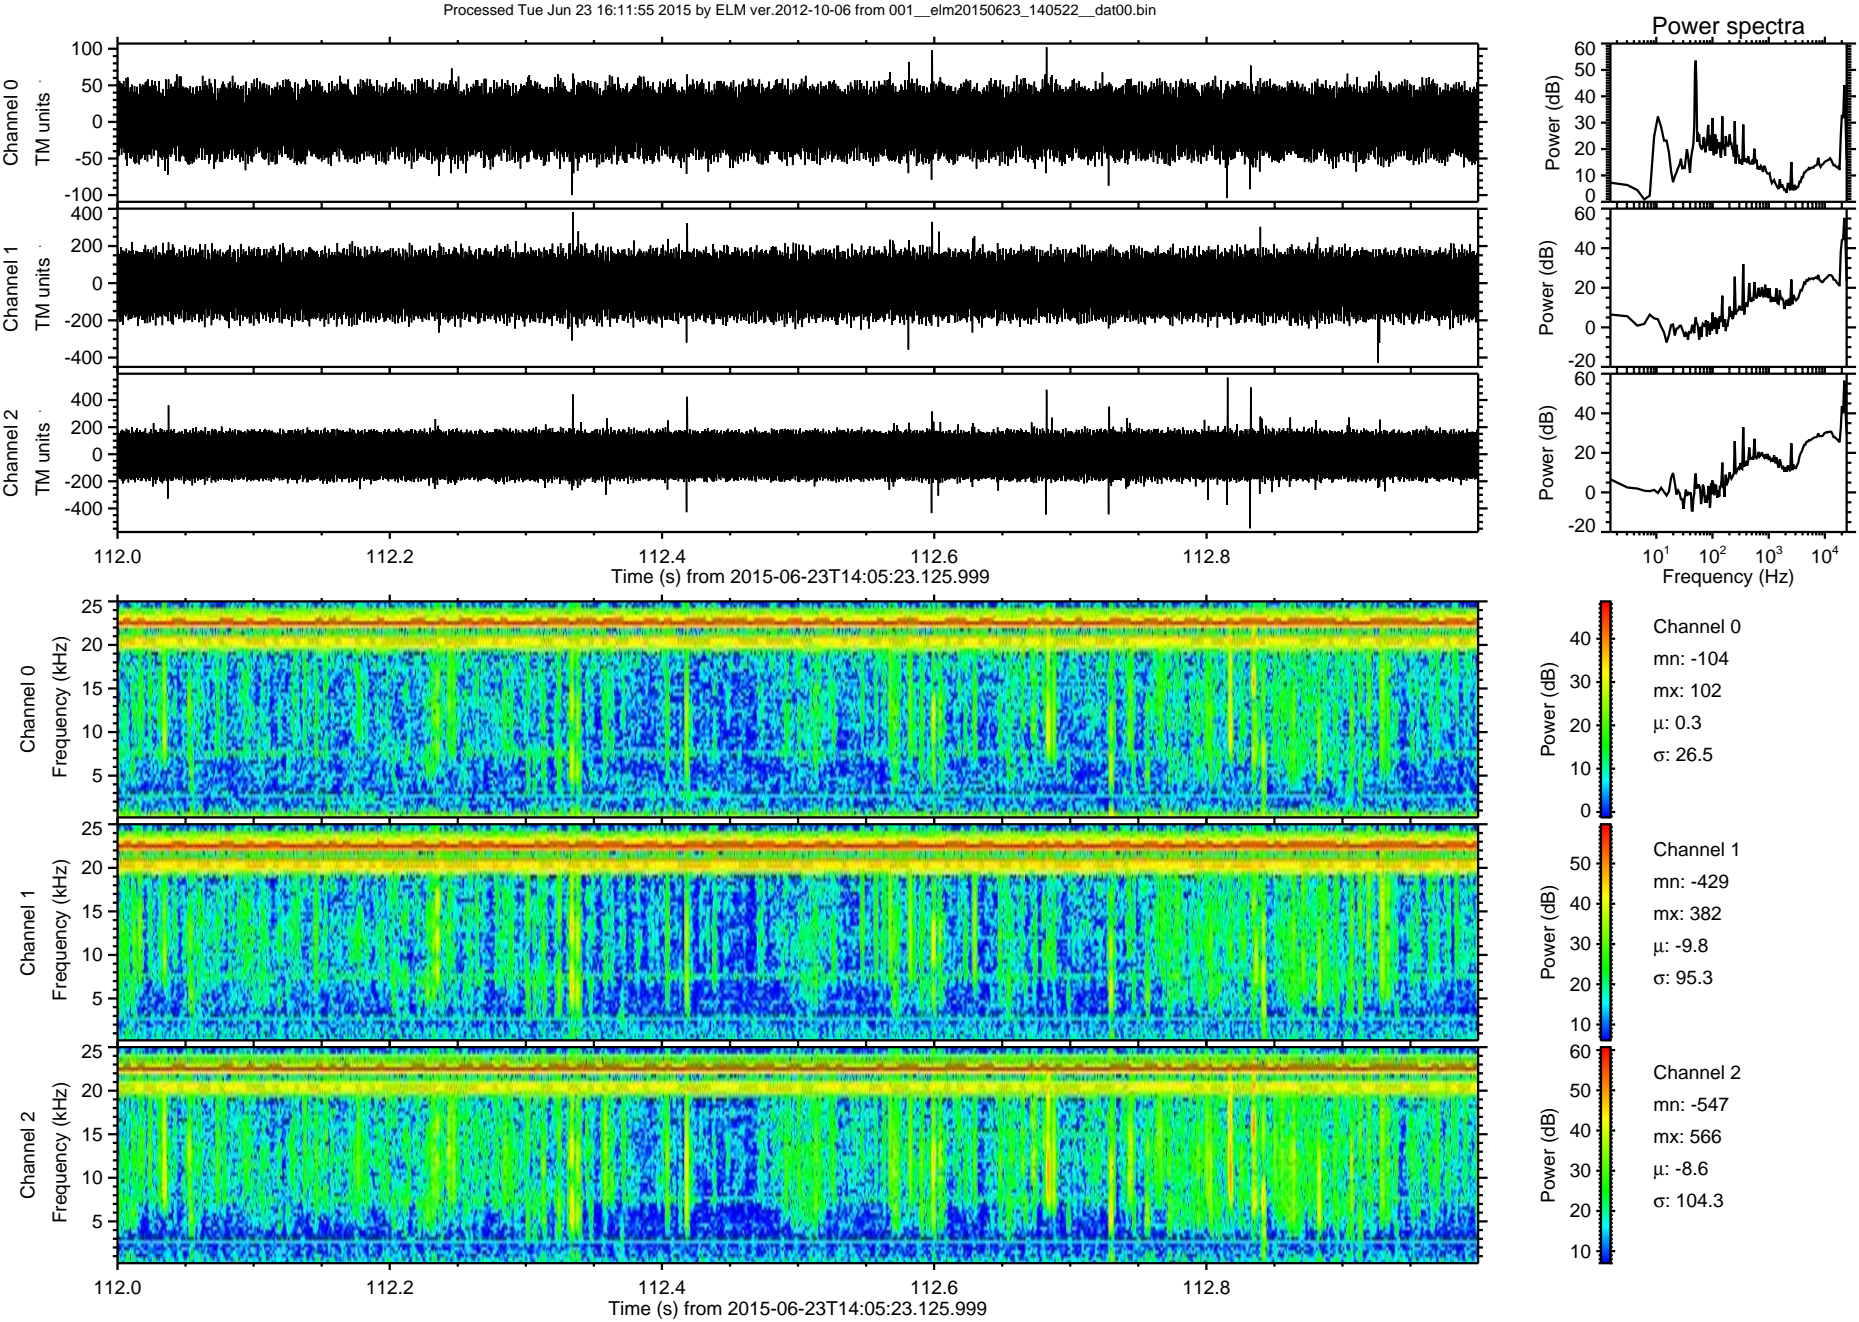 Processed Tue Jun 23 16:11:55 2015 by ELM ver.2012-10-06 from 001__elm20150623_140522__dat00.bin
Power spectra
Channel 0
TM units
100
50
0
-50
-100
Power (dB)
60
50
40
30
20
10
0
Channel 1
TM units
400
200
0
-200
-400
Power (dB)
60
40
20
0
-20
Channel 2
TM units
400
200
0
-200
-400
Power (dB)
60
40
20
0
-20
112.0 112.2 112.4 112.6 112.8
Time (s) from 2015-06-23T14:05:23.125.999
10¹ 10² 10³ 10⁴
Frequency (Hz)
Channel 0
Frequency (kHz)
25
20
15
10
5
Power (dB)
40
30
20
10
0
Channel 0
mn: -104
mx: 102
μ: 0.3
σ: 26.5
Channel 1
Frequency (kHz)
25
20
15
10
5
Power (dB)
50
40
30
20
10
Channel 1
mn: -429
mx: 382
μ: -9.8
σ: 95.3
Channel 2
Frequency (kHz)
25
20
15
10
5
Power (dB)
60
50
40
30
20
10
Channel 2
mn: -547
mx: 566
μ: -8.6
σ: 104.3
112.0 112.2 112.4 112.6 112.8
Time (s) from 2015-06-23T14:05:23.125.999